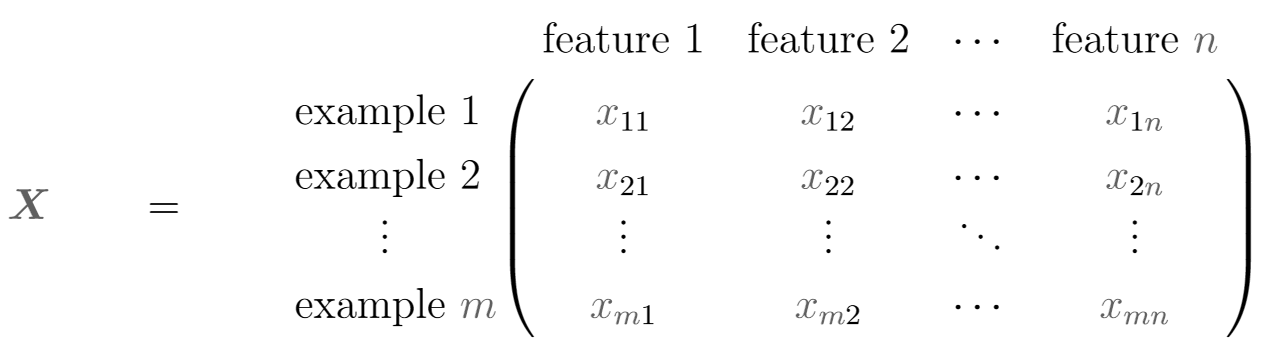 feature 1 feature 2 ⋯ feature n
example 1 x₁₁ x₁₂ ⋯ x₁ₙ
example 2 x₂₁ x₂₂ ⋯ x₂ₙ
X =
⋮ ⋮ ⋮ ⋱ ⋮
example m xₘ₁ xₘ₂ ⋯ xₘₙ